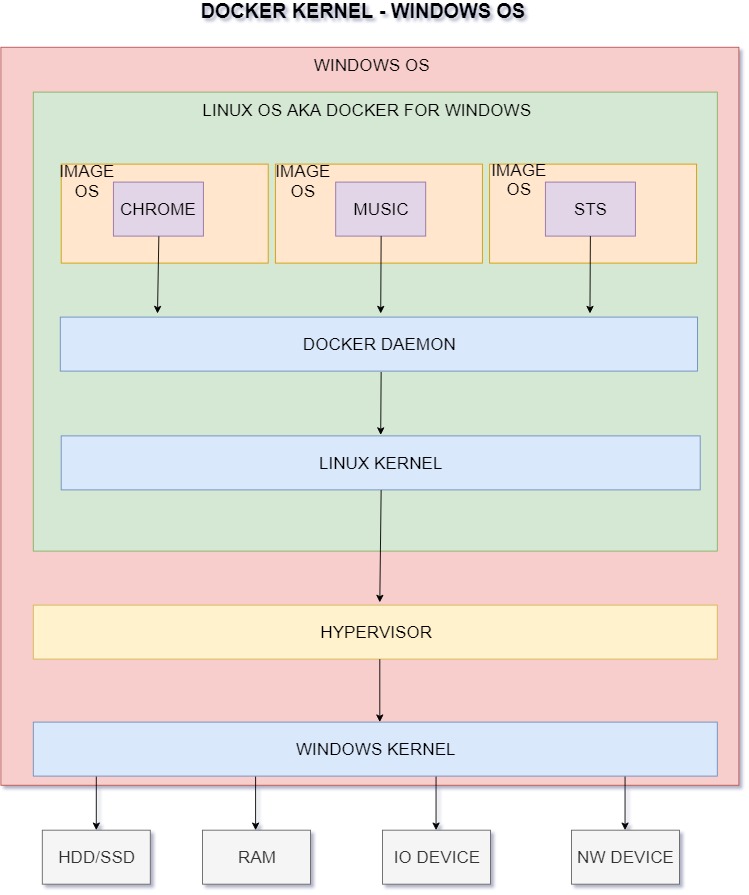 DOCKER KERNEL - WINDOWS OS
WINDOWS OS
LINUX OS AKA DOCKER FOR WINDOWS
IMAGE
OS
CHROME
IMAGE
OS
MUSIC
IMAGE
OS
STS
DOCKER DAEMON
LINUX KERNEL
HYPERVISOR
WINDOWS KERNEL
HDD/SSD
RAM
IO DEVICE
NW DEVICE